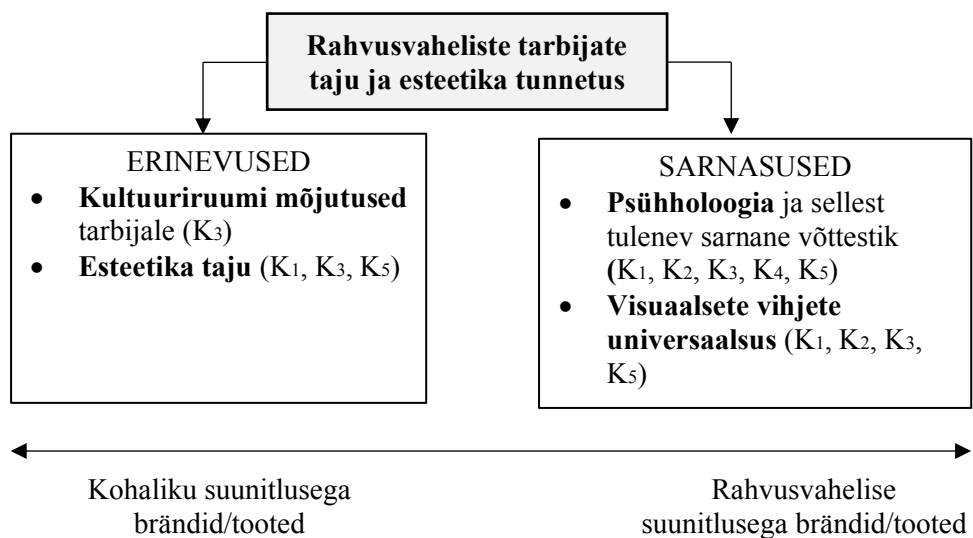 Rahvusvaheliste tarbijate
taju ja esteetika tunnetus
ERINEVUSED
• Kultuuriruumi mõjutused
tarbijale (K3)
• Esteetika taju (K1, K3, K5)
SARNASUSED
• Psühholoogia ja sellest
tulenev sarnane võttestik
(K1, K2, K3, K4, K5)
• Visuaalsete vihjete
universaalsus (K1, K2, K3,
K5)
Kohaliku suunitlusega
brändid/tooted
Rahvusvahelise
suunitlusega brändid/tooted